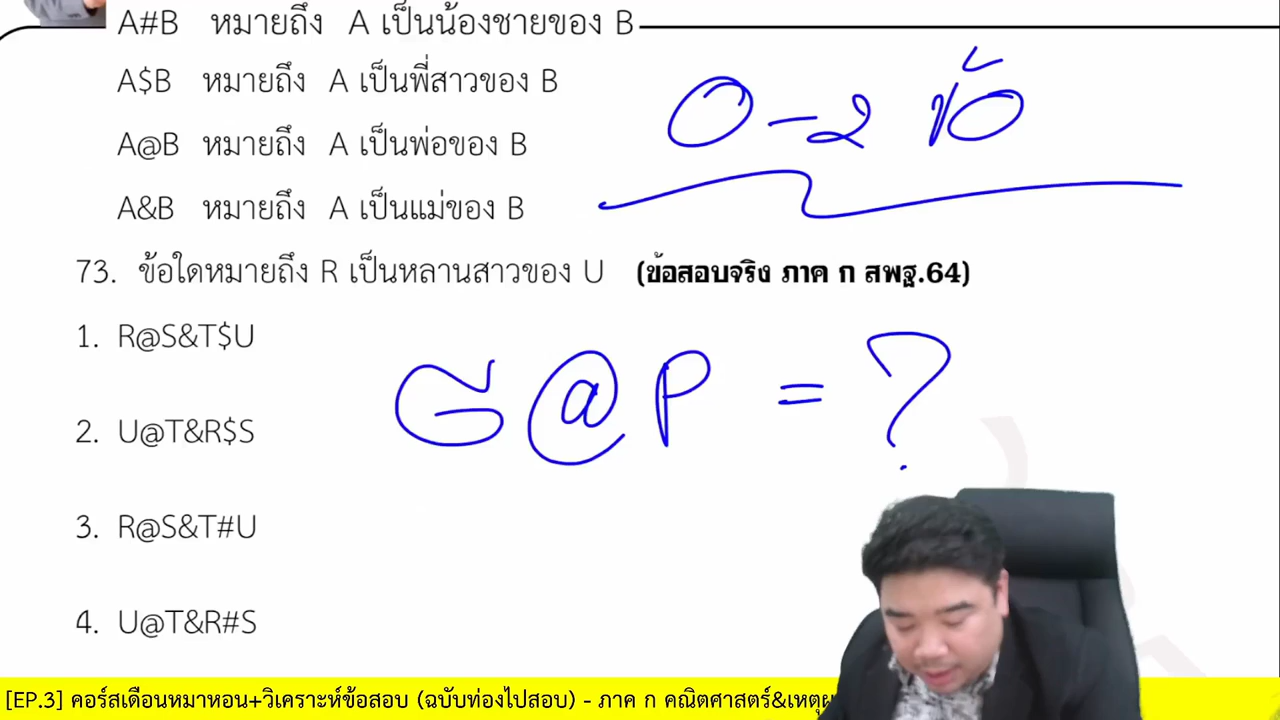 A#B หมายถึง A เป็นน้องชายของ B
A$B หมายถึง A เป็นพี่สาวของ B
A@B หมายถึง A เป็นพ่อของ B
A&B หมายถึง A เป็นแม่ของ B
0-2 ข้อ
73. ข้อใดหมายถึง R เป็นหลานสาวของ U (ข้อสอบจริง ภาค ก สพฐ.64)
1. R@S&T$U
G@P = ?
2. U@T&R$S
3. R@S&T#U
4. U@T&R#S
[EP.3] คอร์สเดือนหมาหอน+วิเคราะห์ข้อสอบ (ฉบับท่องไปสอบ) - ภาค ก คณิตศาสตร์&เหตุผ